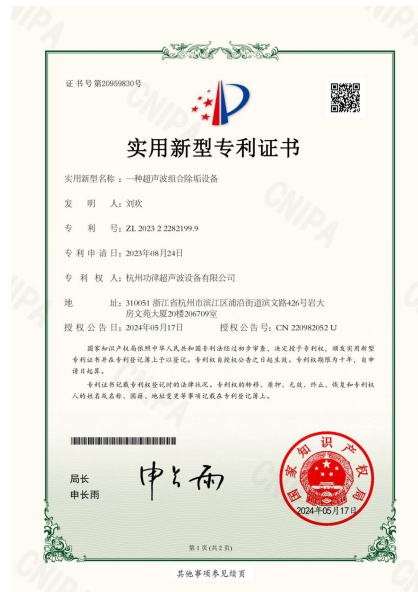 证书号第20959830号
实用新型专利证书
实用新型名称：一种超声波组合除垢设备
发明人：刘欢
专利号：ZL 2023 2 2282199.9
专利申请日：2023年08月24日
专利权人：杭州功律超声波设备有限公司
地址：310051 浙江省杭州市滨江区浦沿街道滨文路426号岩大
房文苑大厦20楼206709室
授权公告日：2024年05月17日 授权公告号：CN 220982052 U
国家知识产权局依照中华人民共和国专利法经过初步审查，决定授予专利权，颁发实用新型
专利证书并在专利登记簿上予以登记。专利权自授权公告之日起生效。专利权期限为十年，自申
请日起算。
专利证书记载专利权登记时的法律状况。专利权的转移、质押、无效、终止、恢复和专利权
人的姓名或名称、国籍、地址变更等事项记载在专利登记簿上。
局长
申长雨
申长雨
国家知识产权局
2024年05月17日
第 1 页 (共 2 页)
其他事项参见续页
CNIPA
CNIPA
CNIPA
CNIPA